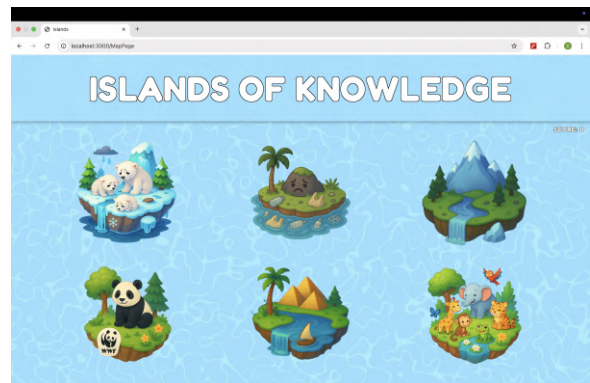 islands
localhost:3000/MapPage
ISLANDS OF KNOWLEDGE
SCORE: 0
WWF